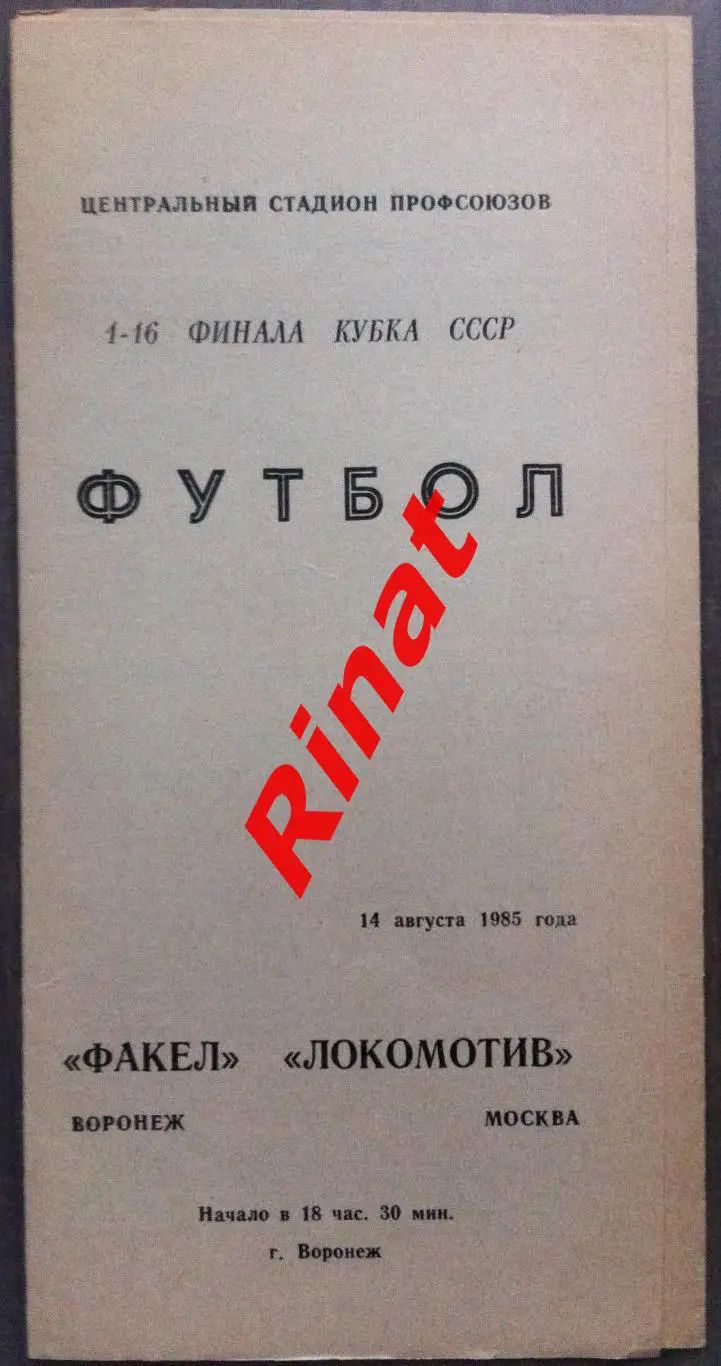 ЦЕНТРАЛЬНЫЙ СТАДИОН ПРОФСОЮЗОВ
1-16 ФИНАЛА КУБКА СССР
ФУТБОЛ
Rinat
14 августа 1985 года
«ФАКЕЛ» «ЛОКОМОТИВ»
ВОРОНЕЖ МОСКВА
Начало в 18 час. 30 мин.
г. Воронеж